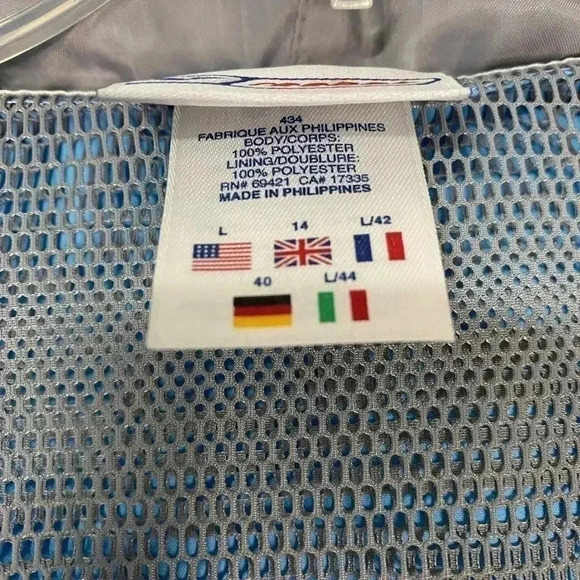 434
FABRIQUE AUX PHILIPPINES
BODY/CORPS:
100% POLYESTER
LINING/DOUBLURE:
100% POLYESTER
RN# 69421 CA# 17335
MADE IN PHILIPPINES
L 14 L/42
40 L/44